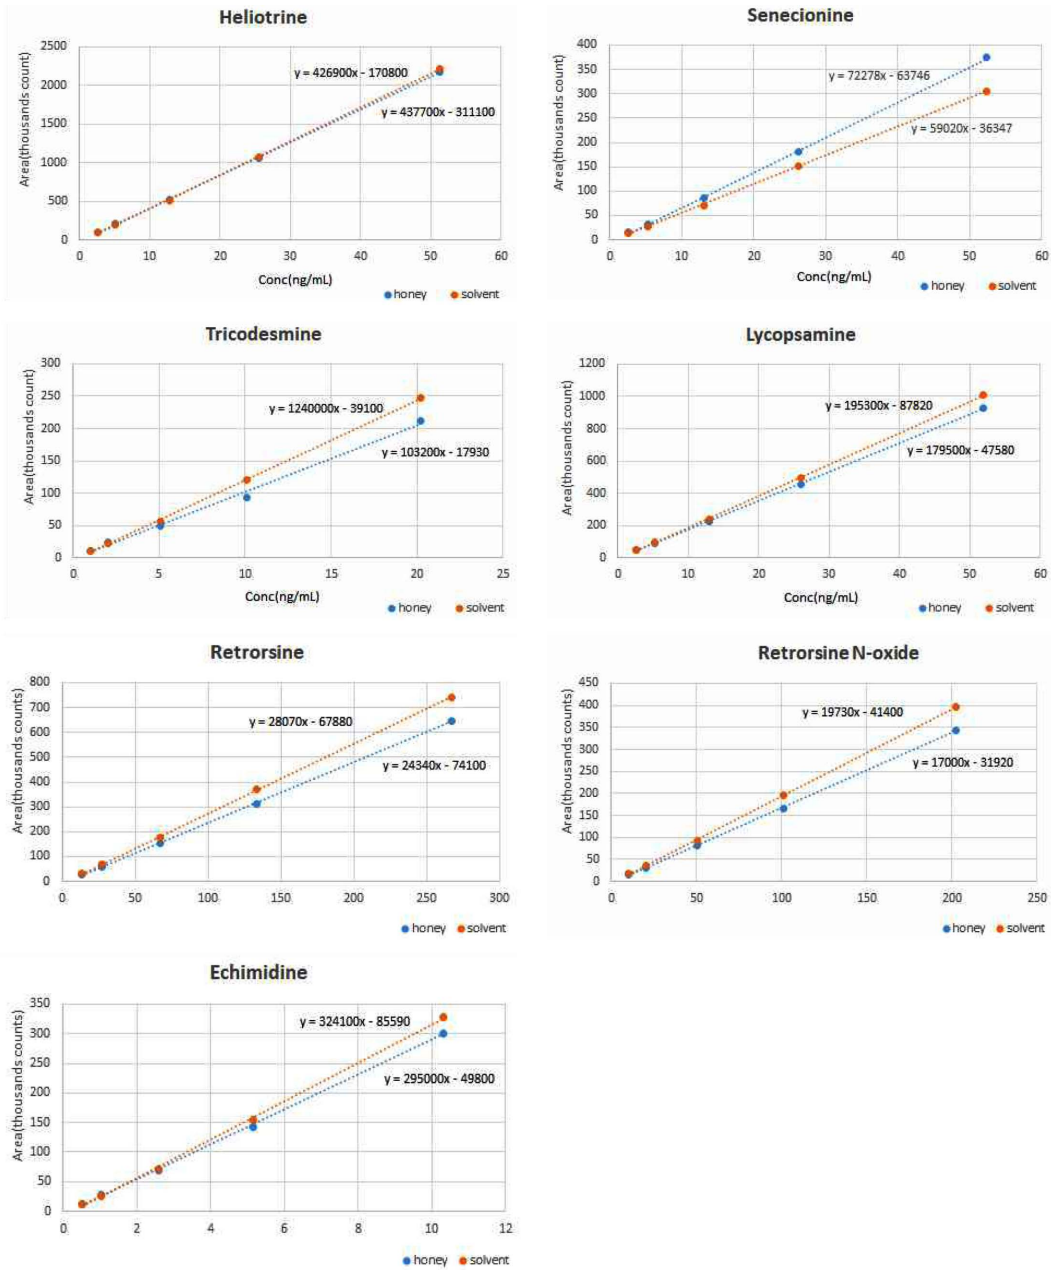 Heliotrine
Area(thousands count)
2500
2000
1500
1000
500
0
y = 426900x - 170800
y = 437700x - 311100
0 10 20 30 40 50 60
Conc(ng/mL)
honey solvent
Senecionine
Area(thousands count)
400
350
300
250
200
150
100
50
0
y = 72278x - 63746
y = 59020x - 36347
0 10 20 30 40 50 60
Conc(ng/mL)
honey solvent
Tricodesmine
Area(thousands count)
300
250
200
150
100
50
0
y = 1240000x - 39100
y = 103200x - 17930
0 5 10 15 20 25
Conc(ng/mL)
honey solvent
Lycopsamine
Area(thousands count)
1200
1000
800
600
400
200
0
y = 195300x - 87820
y = 179500x - 47580
0 10 20 30 40 50 60
Conc(ng/mL)
honey solvent
Retrorsine
Area(thousands counts)
800
700
600
500
400
300
200
100
0
y = 28070x - 67880
y = 24340x - 74100
0 50 100 150 200 250 300
honey solvent
Retrorsine N-oxide
Area(thousands counts)
450
400
350
300
250
200
150
100
50
0
y = 19730x - 41400
y = 17000x - 31920
0 50 100 150 200 250
honey solvent
Echimidine
Area(thousands counts)
350
300
250
200
150
100
50
0
y = 324100x - 85590
y = 295000x - 49800
0 2 4 6 8 10 12
honey solvent